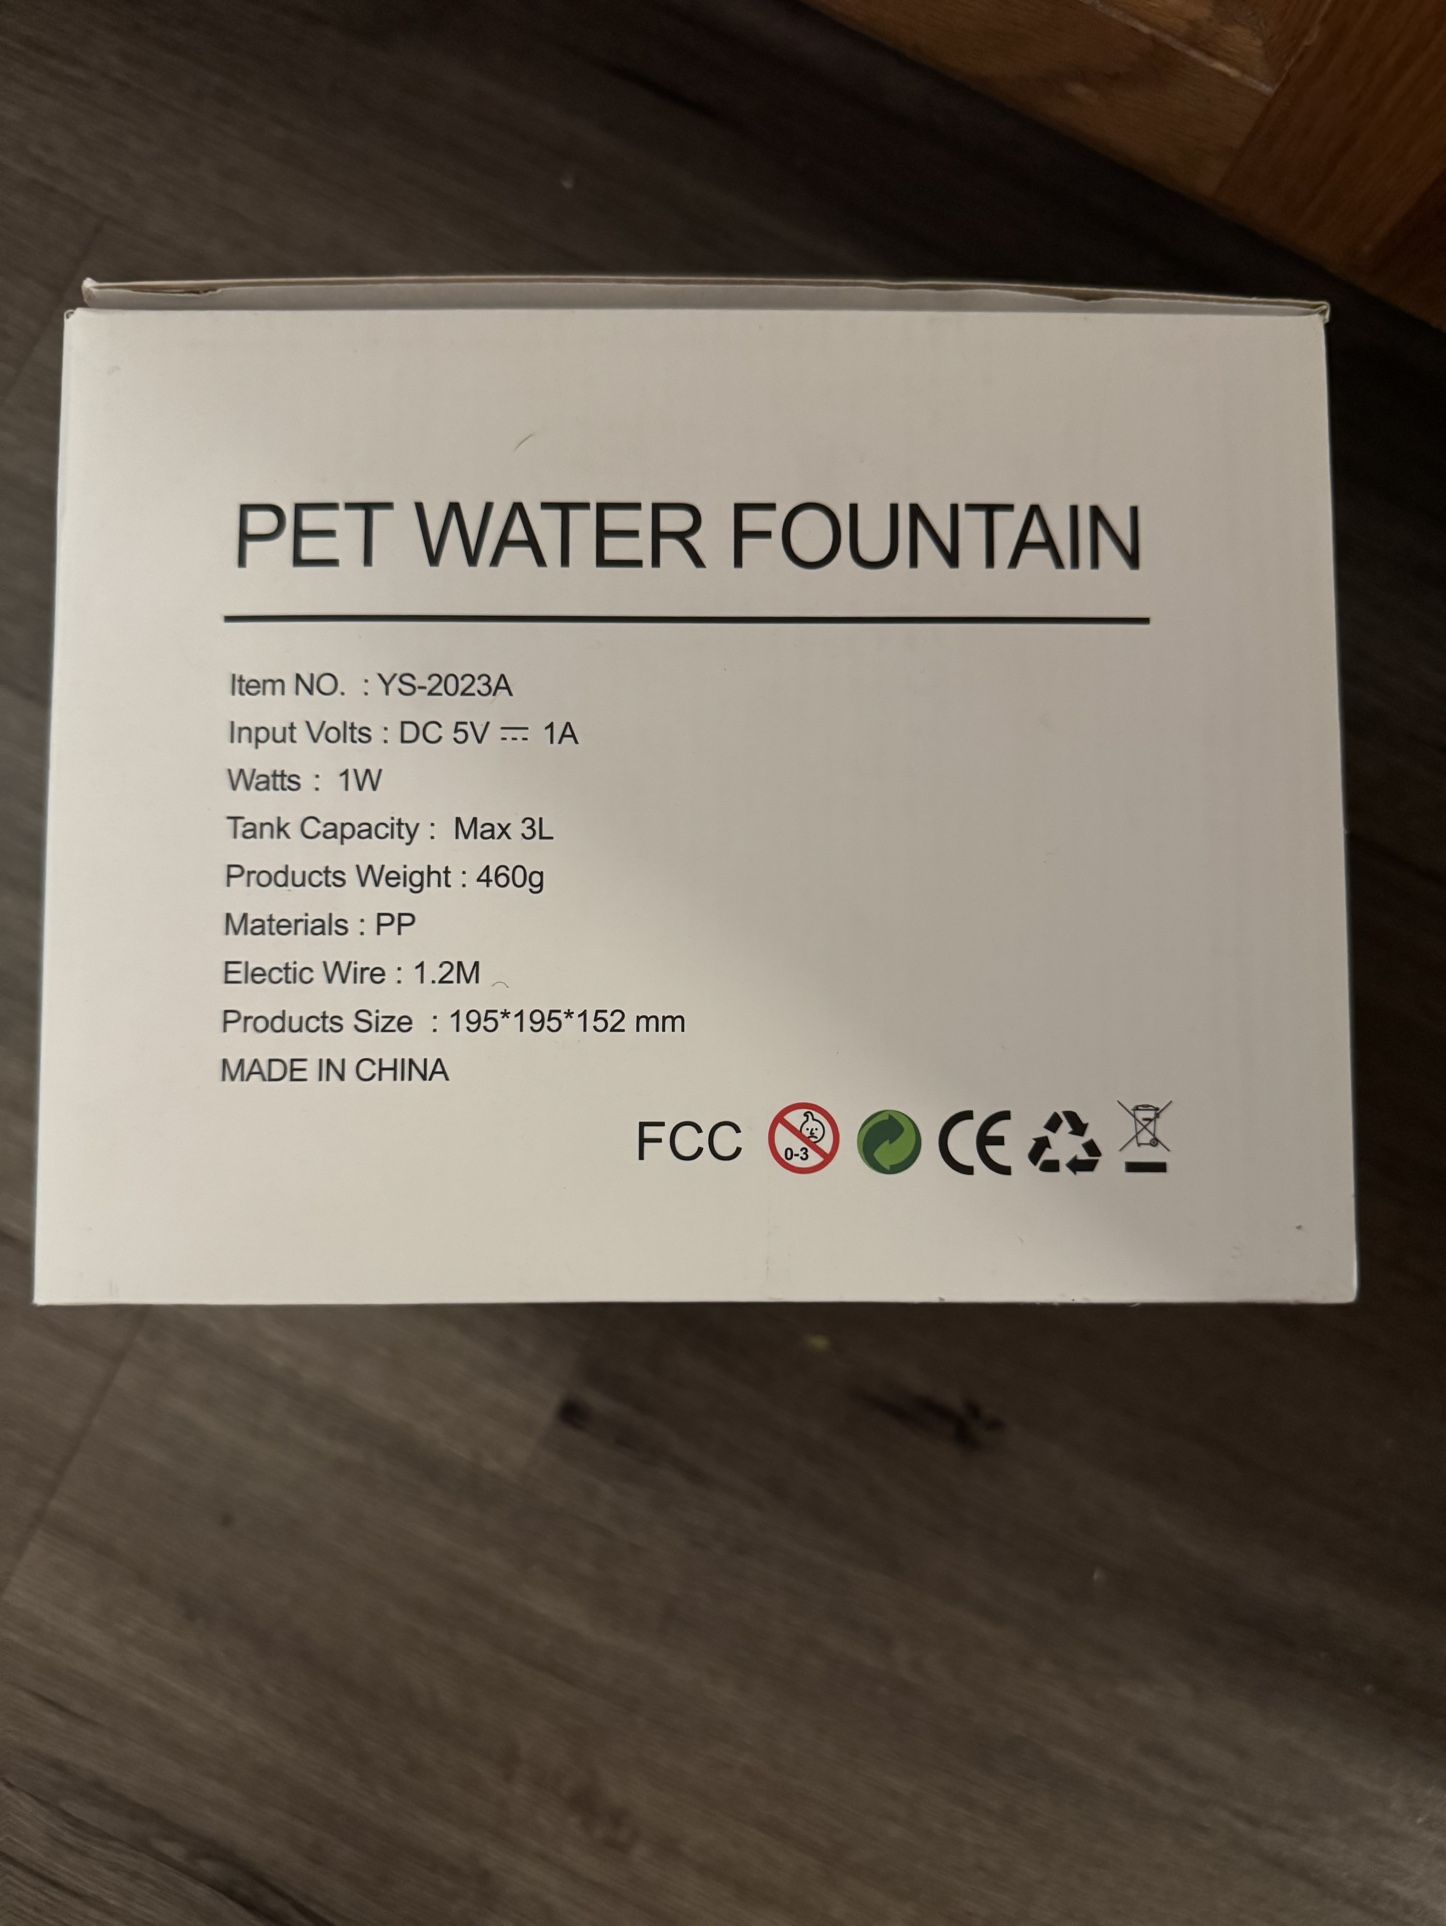 PET WATER FOUNTAIN
Item NO. : YS-2023A
Input Volts : DC 5V ⎓ 1A
Watts : 1W
Tank Capacity : Max 3L
Products Weight : 460g
Materials : PP
Electic Wire : 1.2M
Products Size : 195*195*152 mm
MADE IN CHINA
FCC 0-3 CE